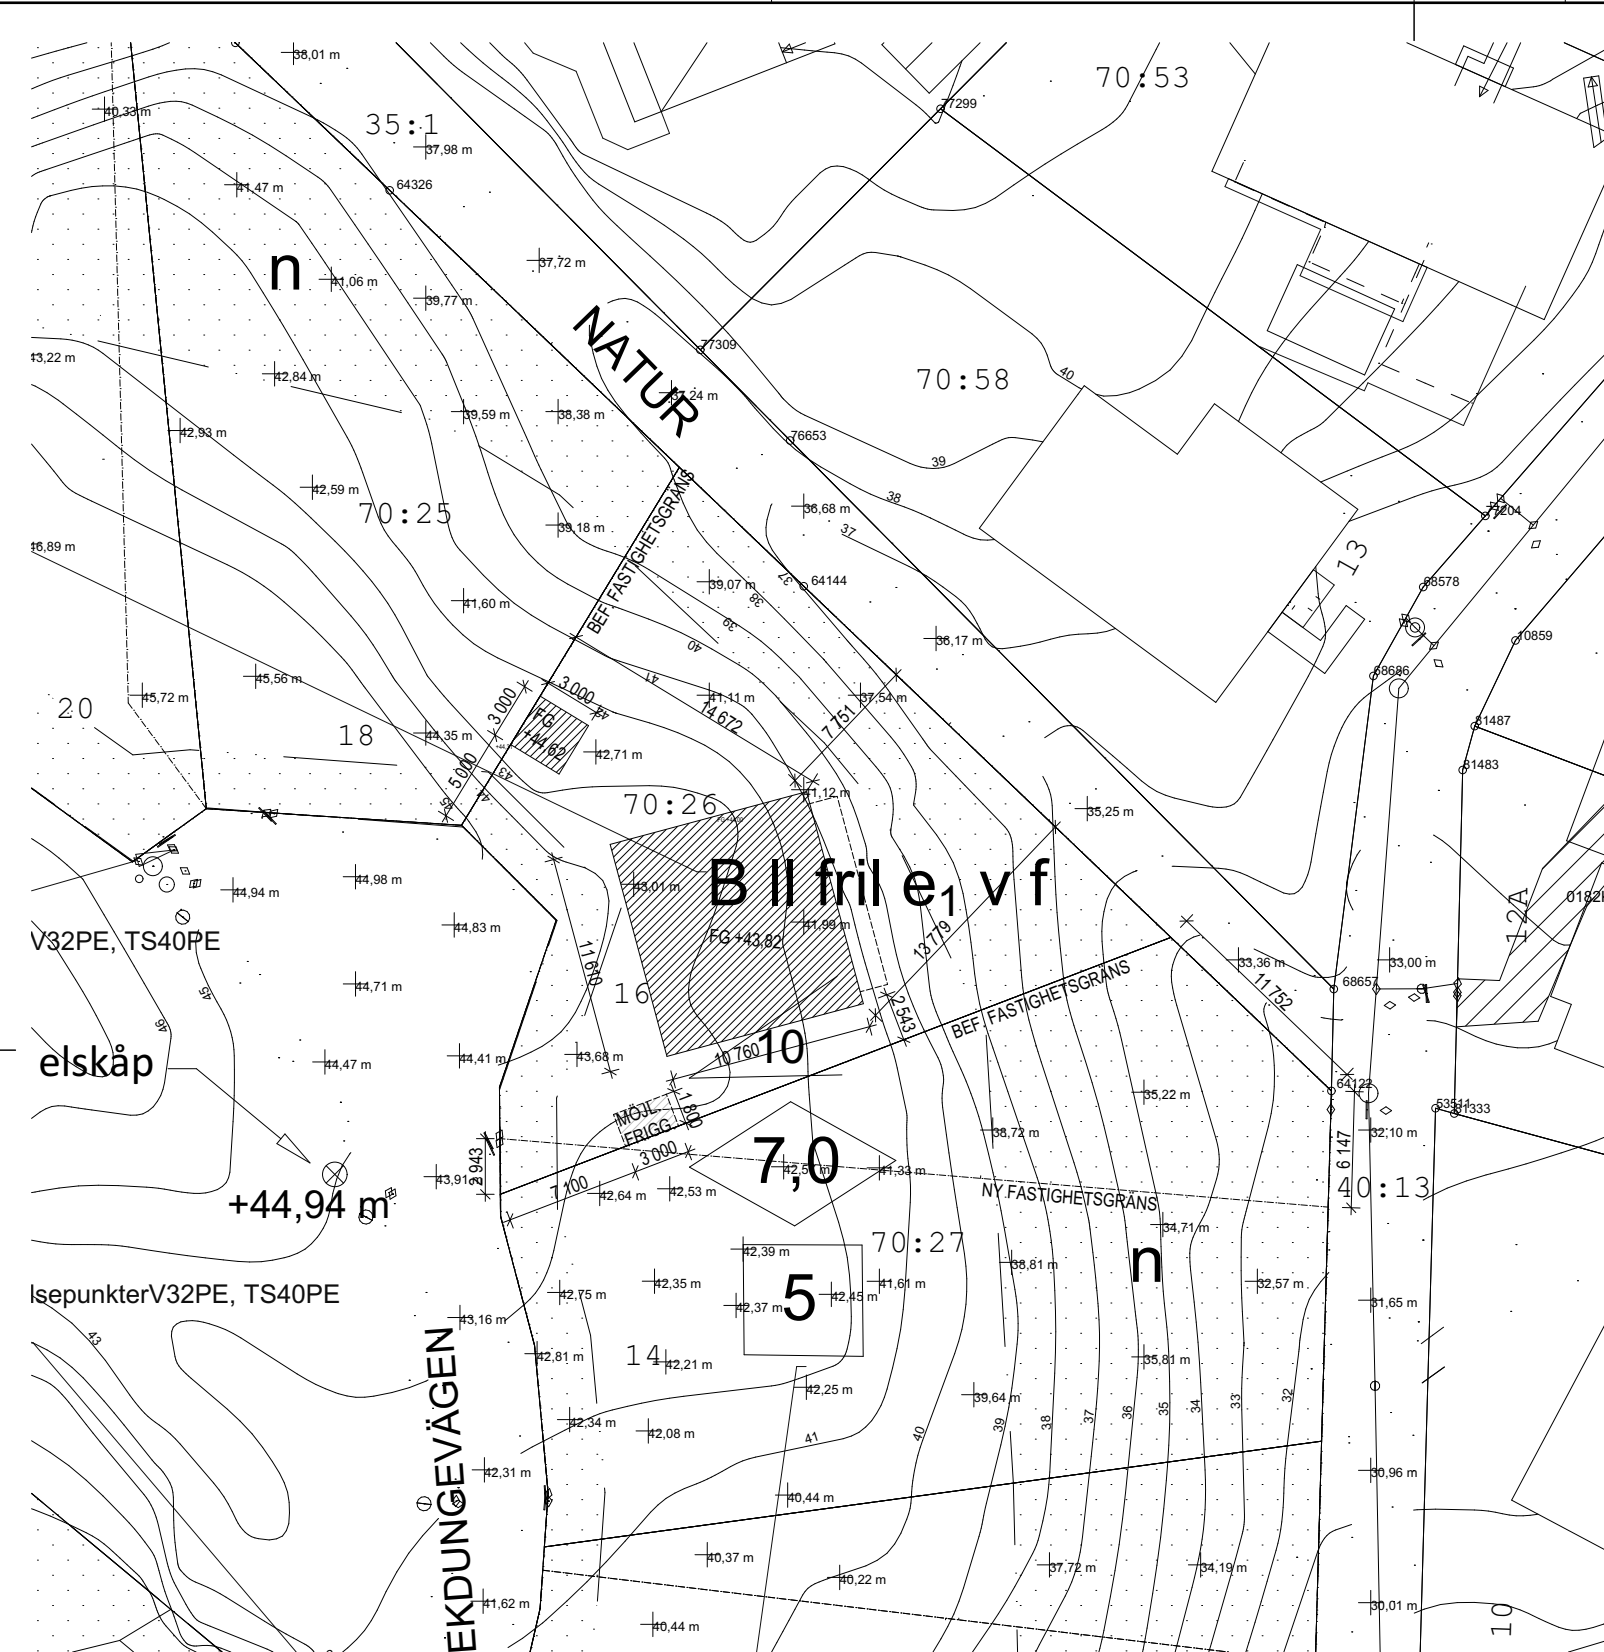 38,01 m
70:53
77299
40,33 m
35:1
37,98 m
64326
41,47 m
n
41,06 m
37,72 m
39,77 m
NATUR
77309
43,22 m
42,84 m
70:58
40
37,24 m
39,59 m
38,38 m
42,93 m
76653
39
42,59 m
38
70:25
BEF. FASTIGHETSGRÄNS
36,68 m
39,18 m
37
13
46,89 m
37
64144
39,07 m
38
68578
41,60 m
39
36,17 m
10859
40
41
68686
45,56 m
45,72 m
3 000
3 000
41,11 m
37,54 m
20
FG
+44,62
42
14 672
7 751
81487
18
44,35 m
42,71 m
5 000
43
81483
44
45
70:26
41,12 m
35,25 m
44,98 m
43,01 m
B ll fril e₁ v f
44,94 m
12A
44,83 m
41,99 m
V32PE, TS40PE
FG +43,82
13 779
11 610
33,36 m
33,00 m
44,71 m
BEF. FASTIGHETSGRÄNS
11 752
68657
45
16
2 543
46
elskåp
44,47 m
44,41 m
43,68 m
10 760
10
64122
35,22 m
MÖJL.
FRIGG.
1 800
53511
81333
38,72 m
32,10 m
2 943
3 000
7,0
41,33 m
6 147
7 100
42,64 m
42,53 m
NY FASTIGHETSGRÄNS
40:13
+44,94 m
34,71 m
70:27
42,39 m
n
38,81 m
42,35 m
42,75 m
41,61 m
32,57 m
lsepunkterV32PE, TS40PE
42,37 m
5
42,45 m
31,65 m
43,16 m
43
42,81 m
14
42,21 m
35,81 m
42,25 m
39,64 m
42,34 m
42,08 m
41
40
39
38
37
36
35
34
33
32
EKDUNGEVÄGEN
42,31 m
30,96 m
40,44 m
40,37 m
40,22 m
37,72 m
34,19 m
41,62 m
40,44 m
30,01 m
10